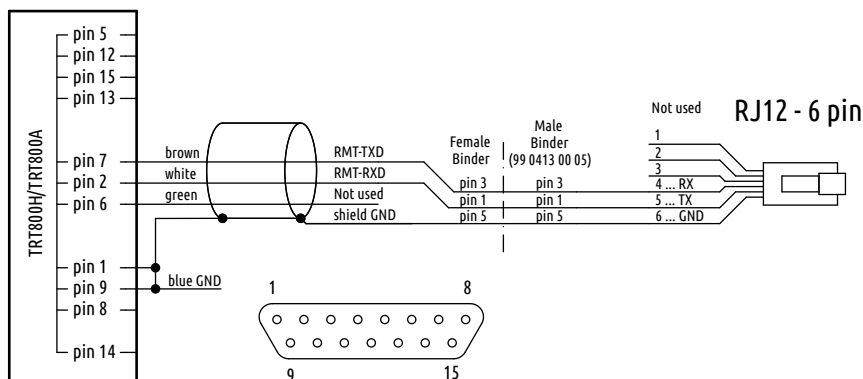 TRT800H/TRT800A
pin 5
pin 12
pin 15
pin 13
pin 7
pin 2
pin 6
pin 1
pin 9
pin 8
pin 14
brown
white
green
blue GND
RMT-TXD
RMT-RXD
Not used
shield GND
Female
Binder
pin 3
pin 1
pin 5
Male
Binder
(99 0413 00 05)
pin 3
pin 1
pin 5
Not used
1
2
3
4 ... RX
5 ... TX
6 ... GND
RJ12 - 6 pin
1
8
9
15